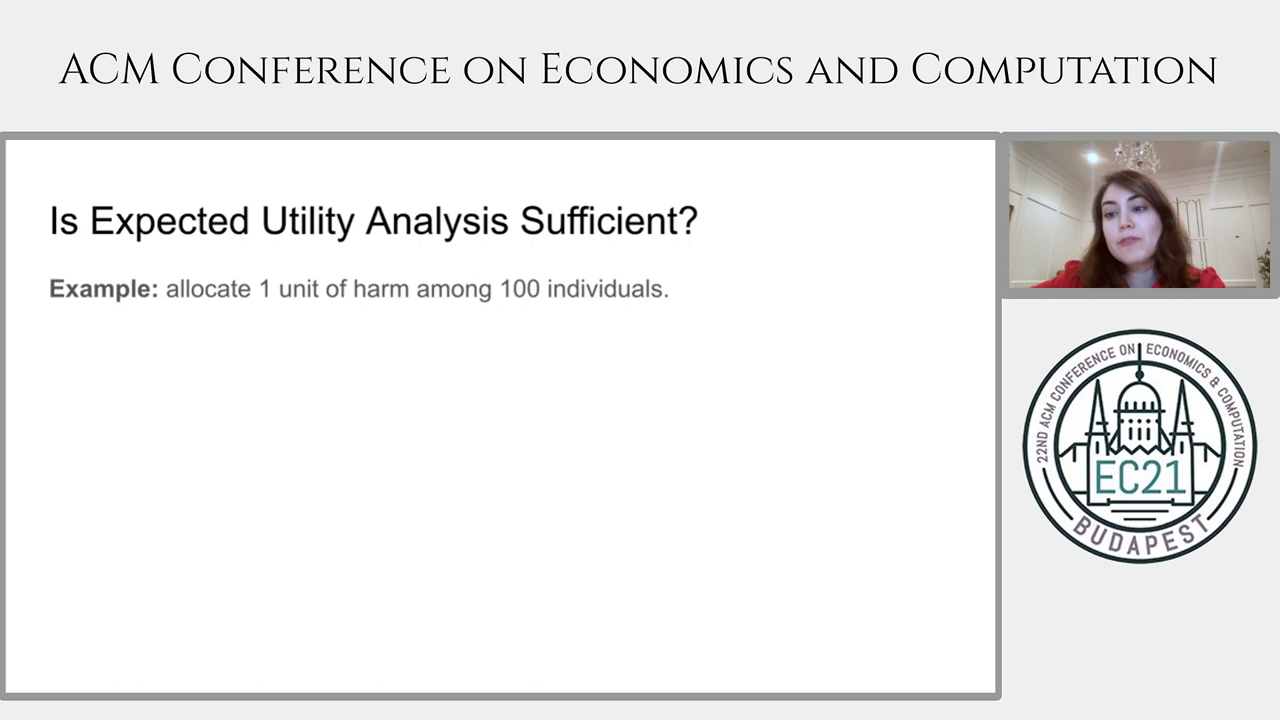 ACM Conference on Economics and Computation
Is Expected Utility Analysis Sufficient?
Example: allocate 1 unit of harm among 100 individuals.
22ND ACM CONFERENCE ON ECONOMICS & COMPUTATION
EC21
BUDAPEST